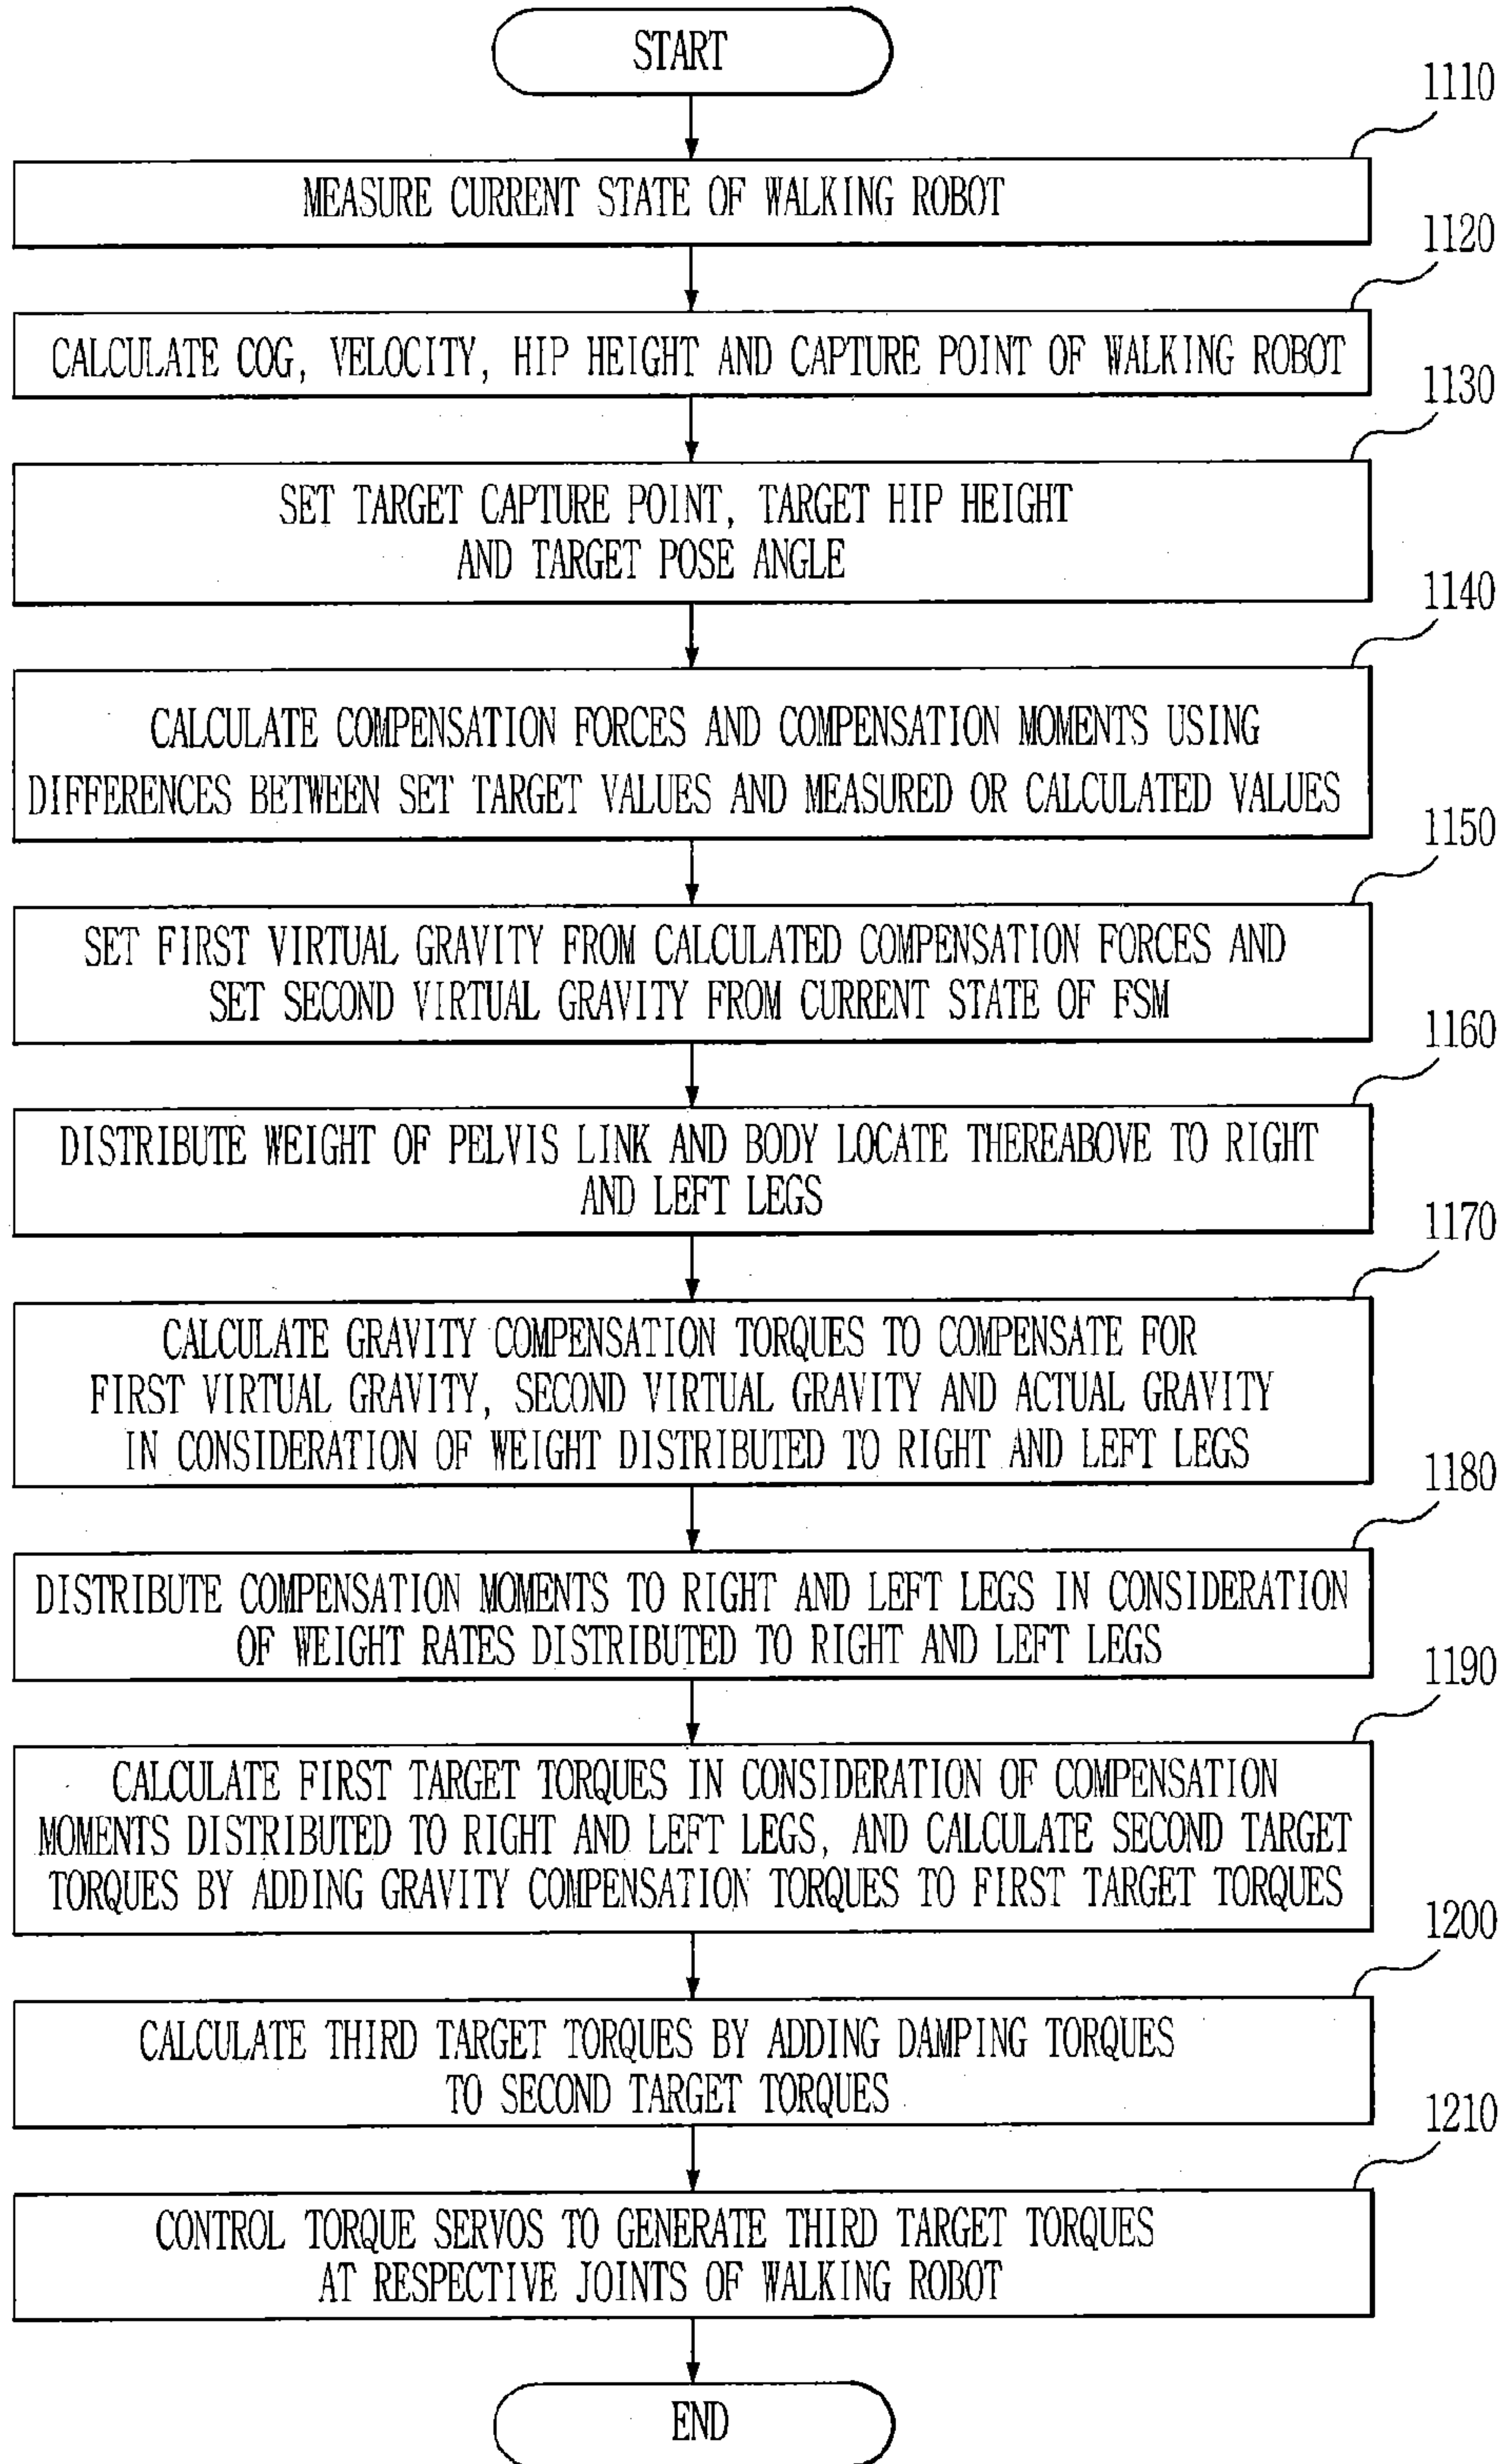 START
1110
MEASURE CURRENT STATE OF WALKING ROBOT
1120
CALCULATE COG, VELOCITY, HIP HEIGHT AND CAPTURE POINT OF WALKING ROBOT
1130
SET TARGET CAPTURE POINT, TARGET HIP HEIGHT
AND TARGET POSE ANGLE
1140
CALCULATE COMPENSATION FORCES AND COMPENSATION MOMENTS USING
DIFFERENCES BETWEEN SET TARGET VALUES AND MEASURED OR CALCULATED VALUES
1150
SET FIRST VIRTUAL GRAVITY FROM CALCULATED COMPENSATION FORCES AND
SET SECOND VIRTUAL GRAVITY FROM CURRENT STATE OF FSM
1160
DISTRIBUTE WEIGHT OF PELVIS LINK AND BODY LOCATE THEREABOVE TO RIGHT
AND LEFT LEGS
1170
CALCULATE GRAVITY COMPENSATION TORQUES TO COMPENSATE FOR
FIRST VIRTUAL GRAVITY, SECOND VIRTUAL GRAVITY AND ACTUAL GRAVITY
IN CONSIDERATION OF WEIGHT DISTRIBUTED TO RIGHT AND LEFT LEGS
1180
DISTRIBUTE COMPENSATION MOMENTS TO RIGHT AND LEFT LEGS IN CONSIDERATION
OF WEIGHT RATES DISTRIBUTED TO RIGHT AND LEFT LEGS
1190
CALCULATE FIRST TARGET TORQUES IN CONSIDERATION OF COMPENSATION
MOMENTS DISTRIBUTED TO RIGHT AND LEFT LEGS, AND CALCULATE SECOND TARGET
TORQUES BY ADDING GRAVITY COMPENSATION TORQUES TO FIRST TARGET TORQUES
1200
CALCULATE THIRD TARGET TORQUES BY ADDING DAMPING TORQUES
TO SECOND TARGET TORQUES
1210
CONTROL TORQUE SERVOS TO GENERATE THIRD TARGET TORQUES
AT RESPECTIVE JOINTS OF WALKING ROBOT
END